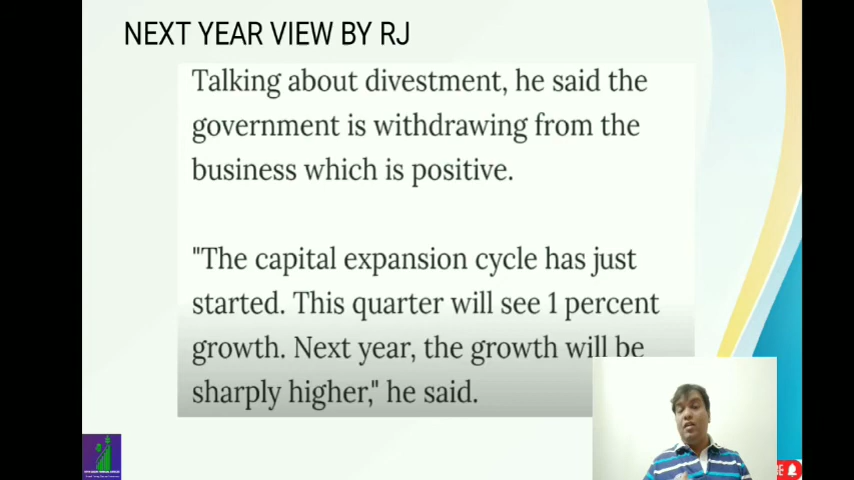 NEXT YEAR VIEW BY RJ
Talking about divestment, he said the
government is withdrawing from the
business which is positive.
"The capital expansion cycle has just
started. This quarter will see 1 percent
growth. Next year, the growth will be
sharply higher," he said.